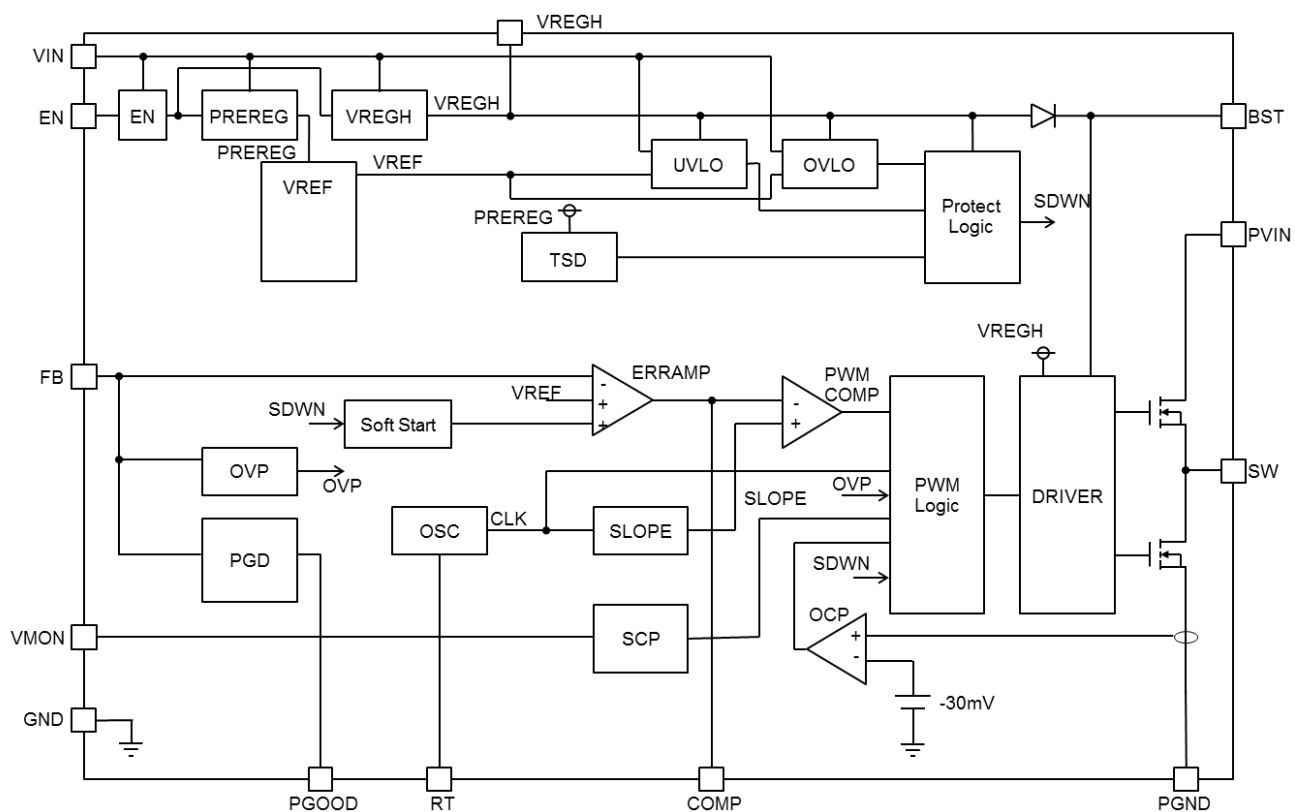 VREGH
VIN
EN
EN
PREREG
VREGH
VREGH
BST
PREREG
VREF
VREF
UVLO
OVLO
Protect
Logic
SDWN
PREREG
TSD
PVIN
VREGH
FB
ERRAMP
PWM
COMP
-
+
+
-
+
VREF
SDWN
Soft Start
OVP
OVP
OVP
PWM
Logic
DRIVER
SW
SLOPE
OSC
CLK
SLOPE
PGD
SDWN
OCP
+
-
VMON
SCP
-30mV
GND
PGOOD
RT
COMP
PGND